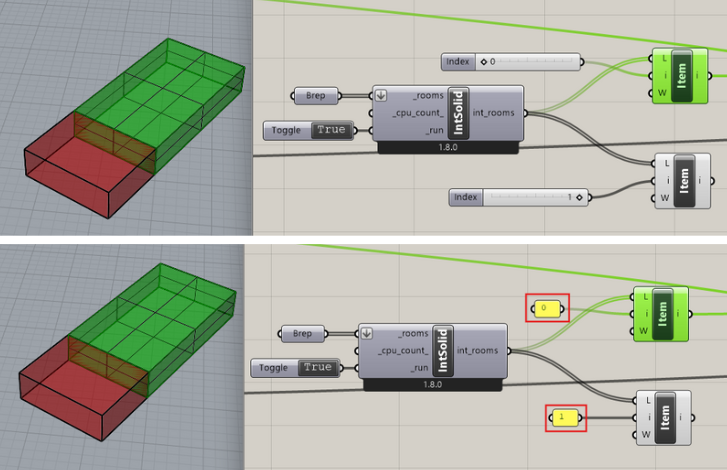 Index 0
L
i Item
W
Brep _rooms
_cpu_count_ IntSolid int_rooms
Toggle True _run
1.8.0
L
i Item i
W
Index 1
0
L
i Item
W
Brep _rooms
_cpu_count_ IntSolid int_rooms
Toggle True _run
1.8.0
1
L
i Item i
W